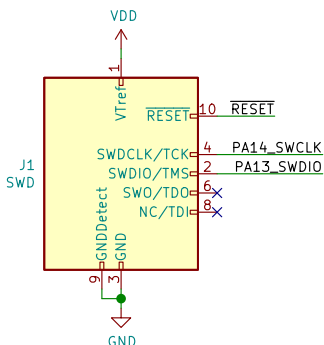 VDD
1
VTref
RESET
10
RESET
J1
SWD
SWDCLK/TCK
4
PA14_SWCLK
SWDIO/TMS
2
PA13_SWDIO
SWO/TDO
6
NC/TDI
8
GNDDetect
GND
9
3
GND